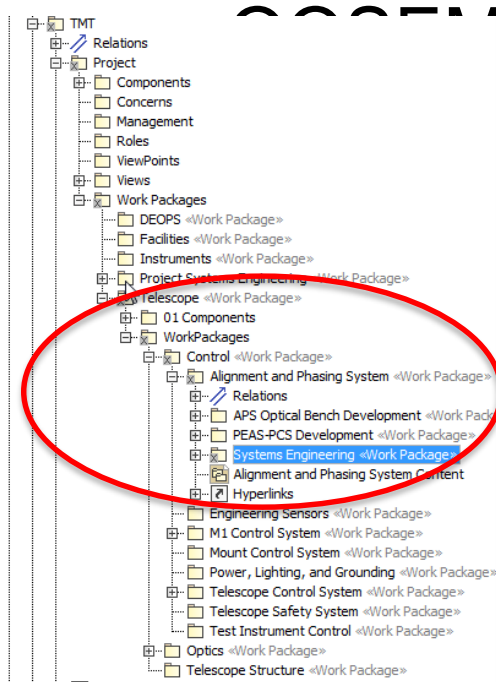 TMT
Relations
Project
Components
Concerns
Management
Roles
ViewPoints
Views
Work Packages
DEOPS «Work Package»
Facilities «Work Package»
Instruments «Work Package»
Project Systems Engineering «Work Package»
Telescope «Work Package»
01 Components
WorkPackages
Control «Work Package»
Alignment and Phasing System «Work Package»
Relations
APS Optical Bench Development «Work Pack
PEAS-PCS Development «Work Package»
Systems Engineering «Work Package»
Alignment and Phasing System Content
Hyperlinks
Engineering Sensors «Work Package»
M1 Control System «Work Package»
Mount Control System «Work Package»
Power, Lighting, and Grounding «Work Package»
Telescope Control System «Work Package»
Telescope Safety System «Work Package»
Test Instrument Control «Work Package»
Optics «Work Package»
Telescope Structure «Work Package»